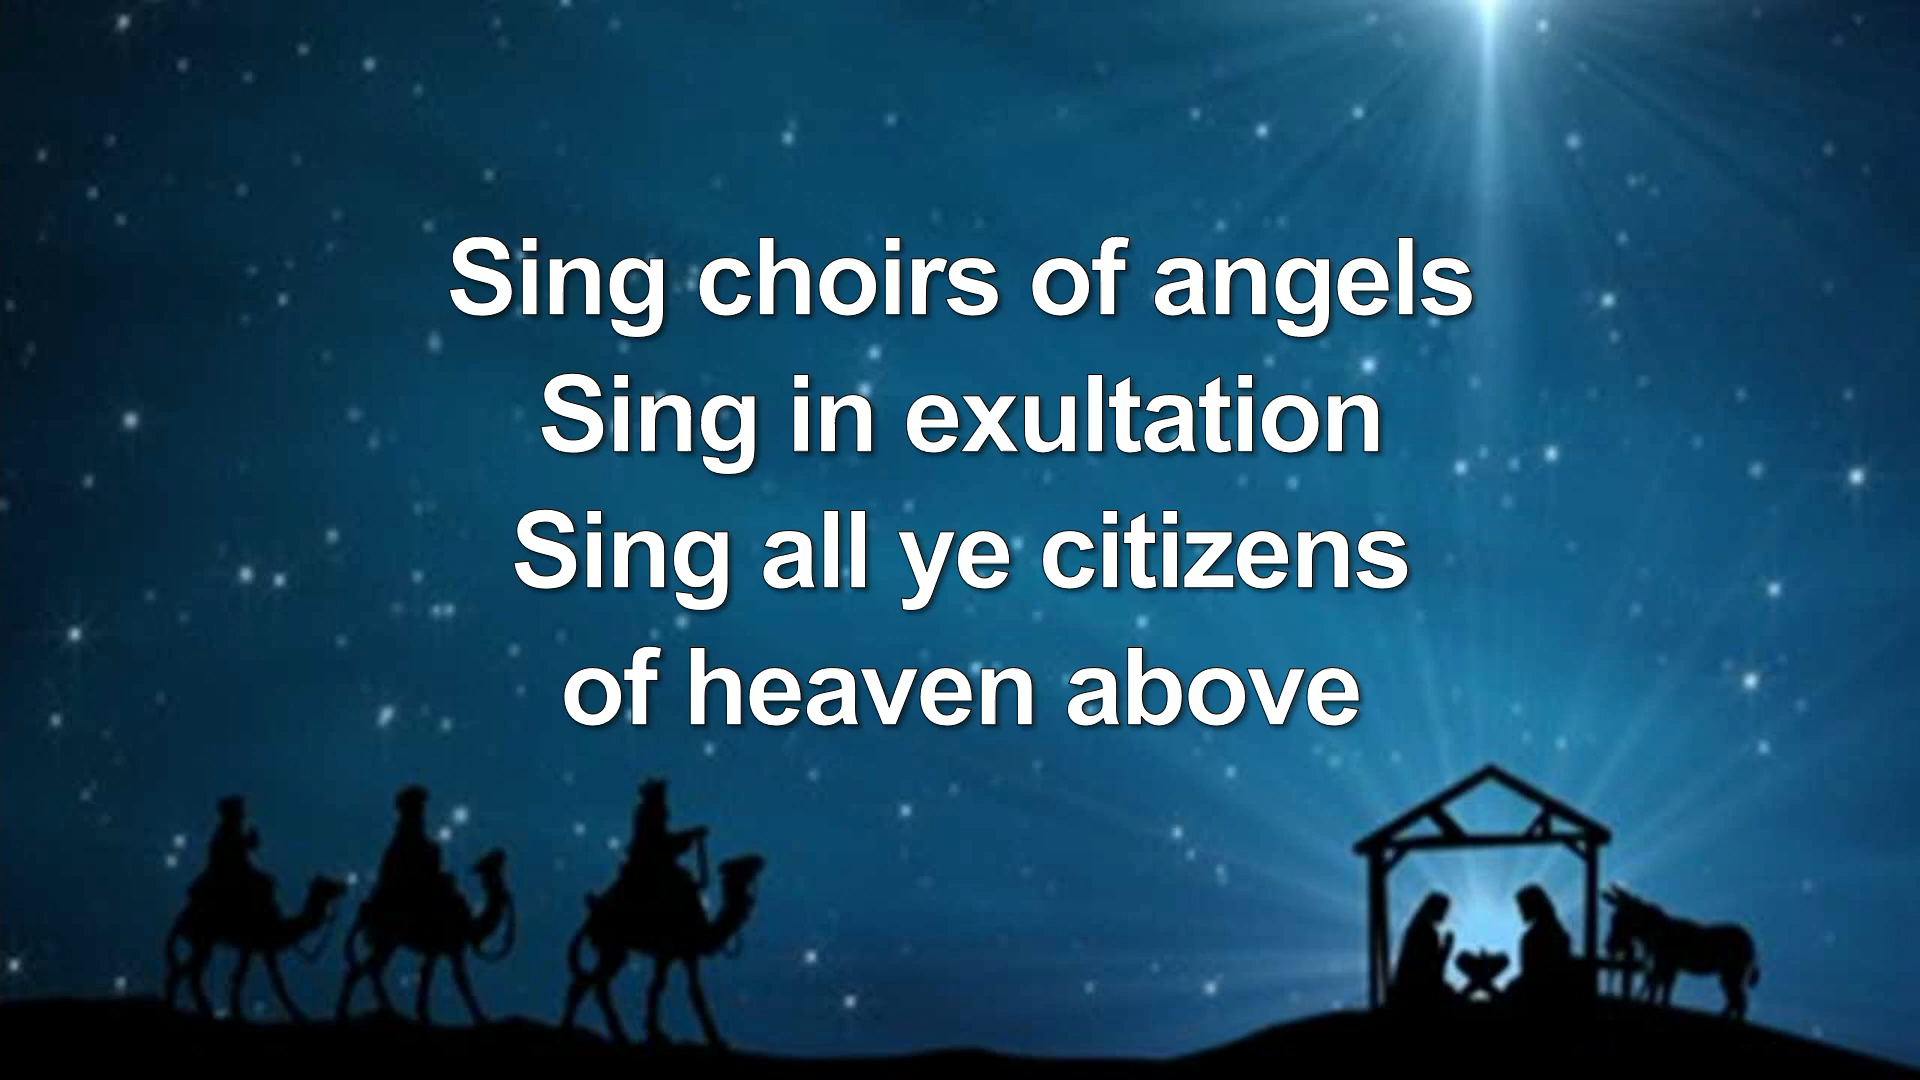 Sing choirs of angels
Sing in exultation
Sing all ye citizens
of heaven above